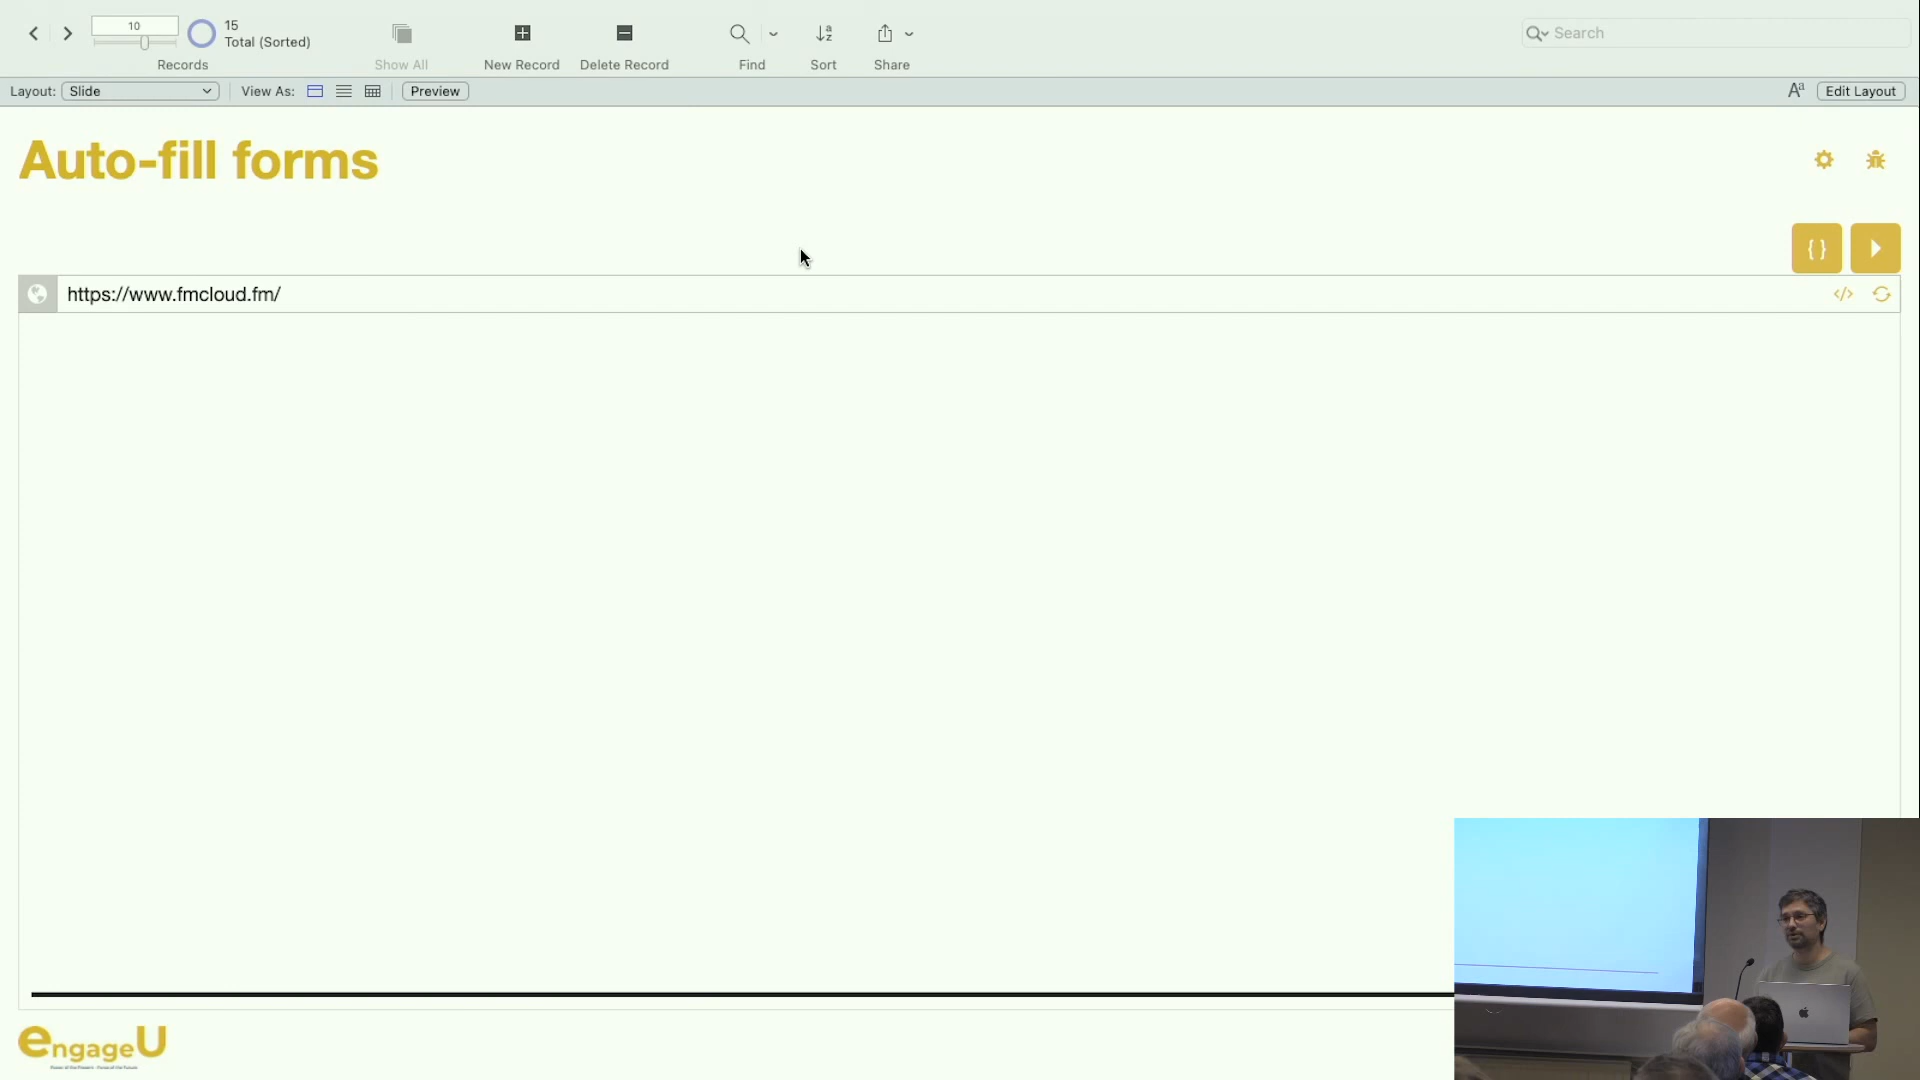 10
15
Total (Sorted)
Records
Show All
New Record
Delete Record
Find
Sort
Share
Search
Layout:
Slide
View As:
Preview
Aa
Edit Layout
Auto-fill forms
{ }
https://www.fmcloud.fm/
</>
engageU